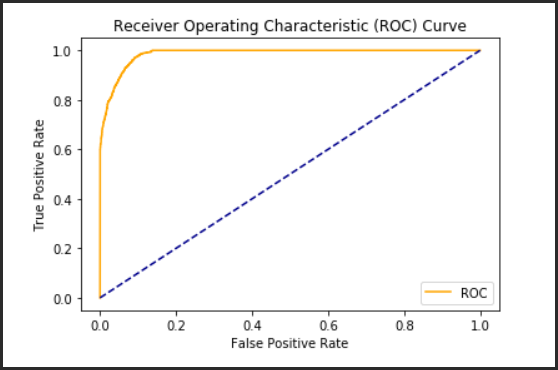 Receiver Operating Characteristic (ROC) Curve
1.0
0.8
0.6
0.4
0.2
0.0
True Positive Rate
ROC
0.0 0.2 0.4 0.6 0.8 1.0
False Positive Rate